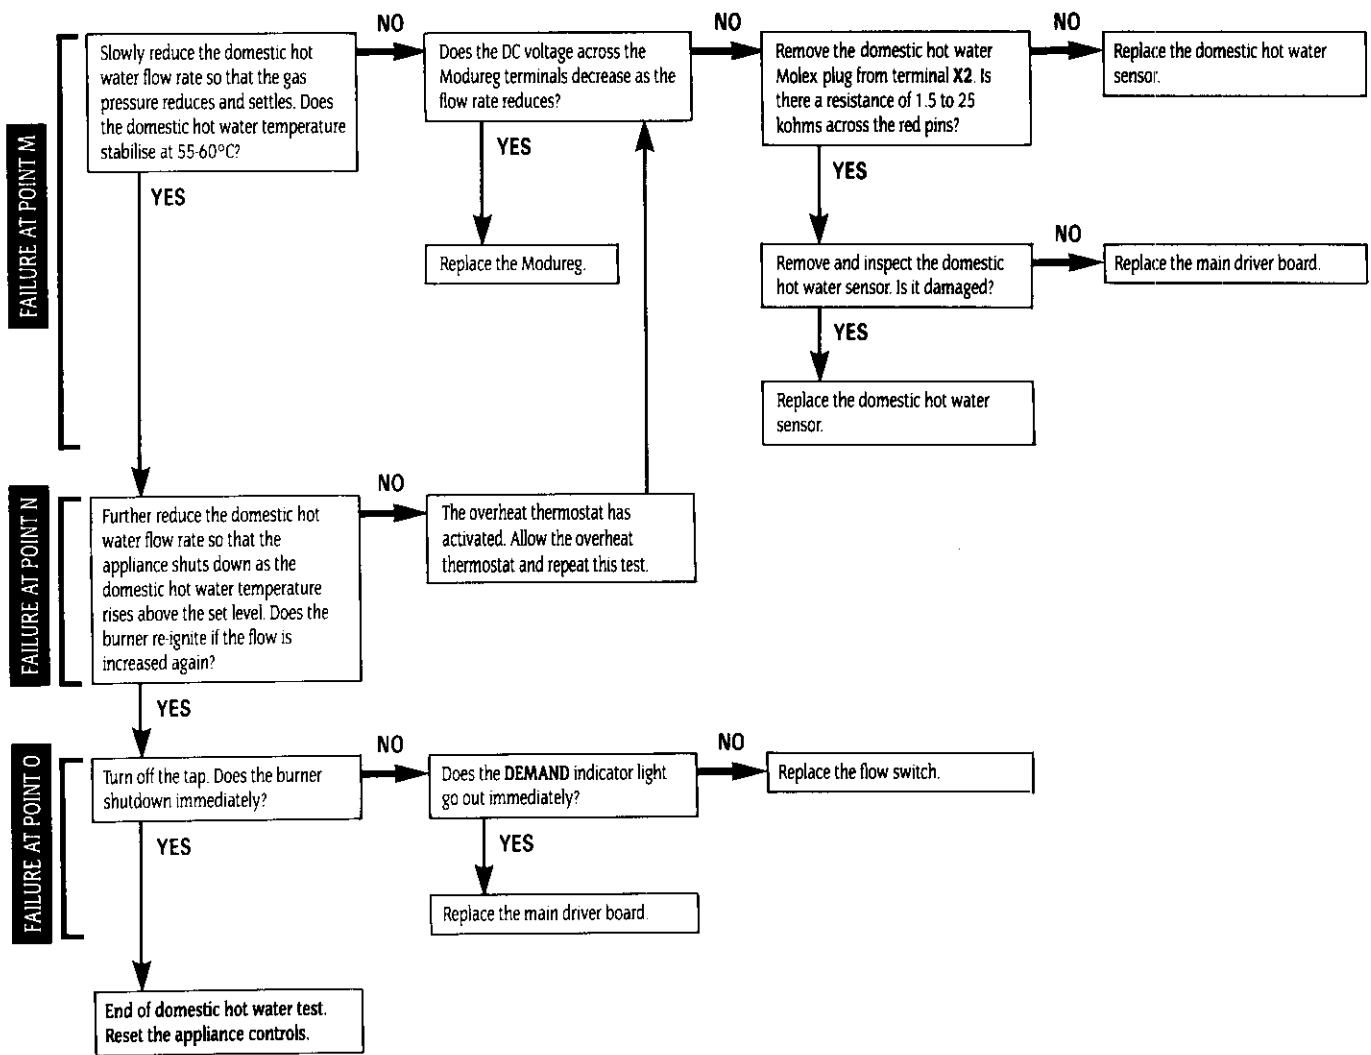 FAILURE AT POINT M
Slowly reduce the domestic hot
water flow rate so that the gas
pressure reduces and settles. Does
the domestic hot water temperature
stabilise at 55-60°C?
NO
Does the DC voltage across the
Modureg terminals decrease as the
flow rate reduces?
NO
Remove the domestic hot water
Molex plug from terminal X2. Is
there a resistance of 1.5 to 25
kohms across the red pins?
NO
Replace the domestic hot water
sensor.
YES
YES
YES
Replace the Modureg.
Remove and inspect the domestic
hot water sensor. Is it damaged?
NO
Replace the main driver board.
YES
Replace the domestic hot water
sensor.
FAILURE AT POINT N
Further reduce the domestic hot
water flow rate so that the
appliance shuts down as the
domestic hot water temperature
rises above the set level. Does the
burner re-ignite if the flow is
increased again?
NO
The overheat thermostat has
activated. Allow the overheat
thermostat and repeat this test.
YES
FAILURE AT POINT O
Turn off the tap. Does the burner
shutdown immediately?
NO
Does the DEMAND indicator light
go out immediately?
NO
Replace the flow switch.
YES
YES
Replace the main driver board.
End of domestic hot water test.
Reset the appliance controls.